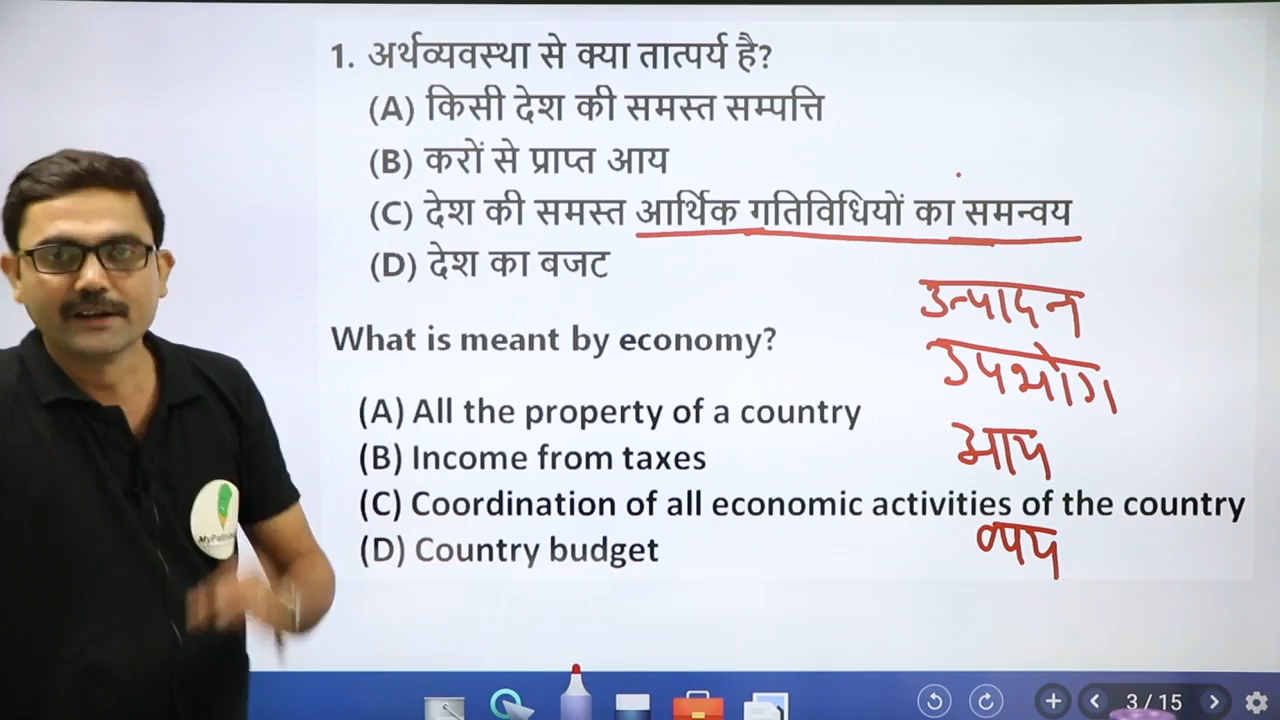 1. अर्थव्यवस्था से क्या तात्पर्य है?
(A) किसी देश की समस्त सम्पत्ति
(B) करों से प्राप्त आय
(C) देश की समस्त आर्थिक गतिविधियों का समन्वय
(D) देश का बजट
उत्पादन
उपभोग
आय
व्यय
What is meant by economy?
(A) All the property of a country
(B) Income from taxes
(C) Coordination of all economic activities of the country
(D) Country budget
3 / 15